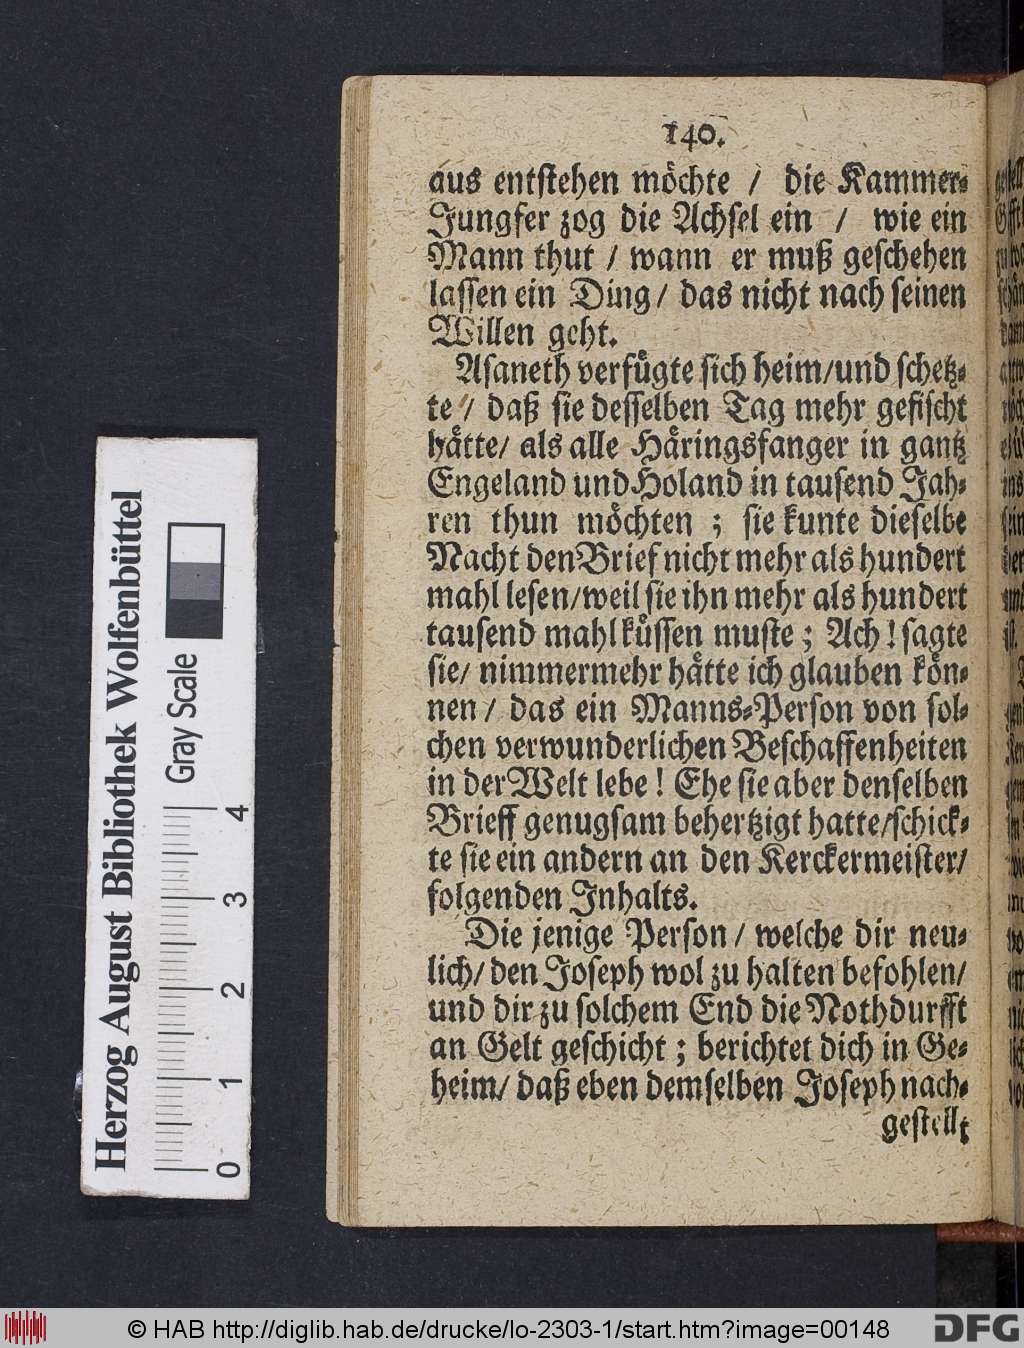 140.
aus entstehen möchte / die Kammer-
Jungfer zog die Achsel ein / wie ein
Mann thut / wann er muß geschehen
lassen ein Ding / das nicht nach seinen
Willen geht.
Asaneth verfügte sich heim/und schetz-
te / daß sie desselben Tag mehr gefischt
hätte/ als alle Häringsfanger in gantz
Engeland und Holand in tausend Jah-
ren thun möchten ; sie kunte dieselbe
Nacht den Brief nicht mehr als hundert
mahl lesen/weil sie ihn mehr als hundert
tausend mahl küssen muste ; Ach ! sagte
sie/ nimmermehr hätte ich glauben kön-
nen / das ein Manns-Person von sol-
chen verwunderlichen Beschaffenheiten
in der Welt lebe ! Ehe sie aber denselben
Brieff genugsam behertzigt hatte/schick-
te sie ein andern an den Kerckermeister/
folgenden Inhalts.
Die jenige Person / welche dir neu-
lich/ den Joseph wol zu halten befohlen/
und dir zu solchem End die Nothdurfft
an Gelt geschicht ; berichtet dich in Ge-
heim/ daß eben demselben Joseph nach-
gestellt
Herzog August Bibliothek Wolfenbüttel
Gray Scale
0 1 2 3 4
© HAB http://diglib.hab.de/drucke/lo-2303-1/start.htm?image=00148
DFG